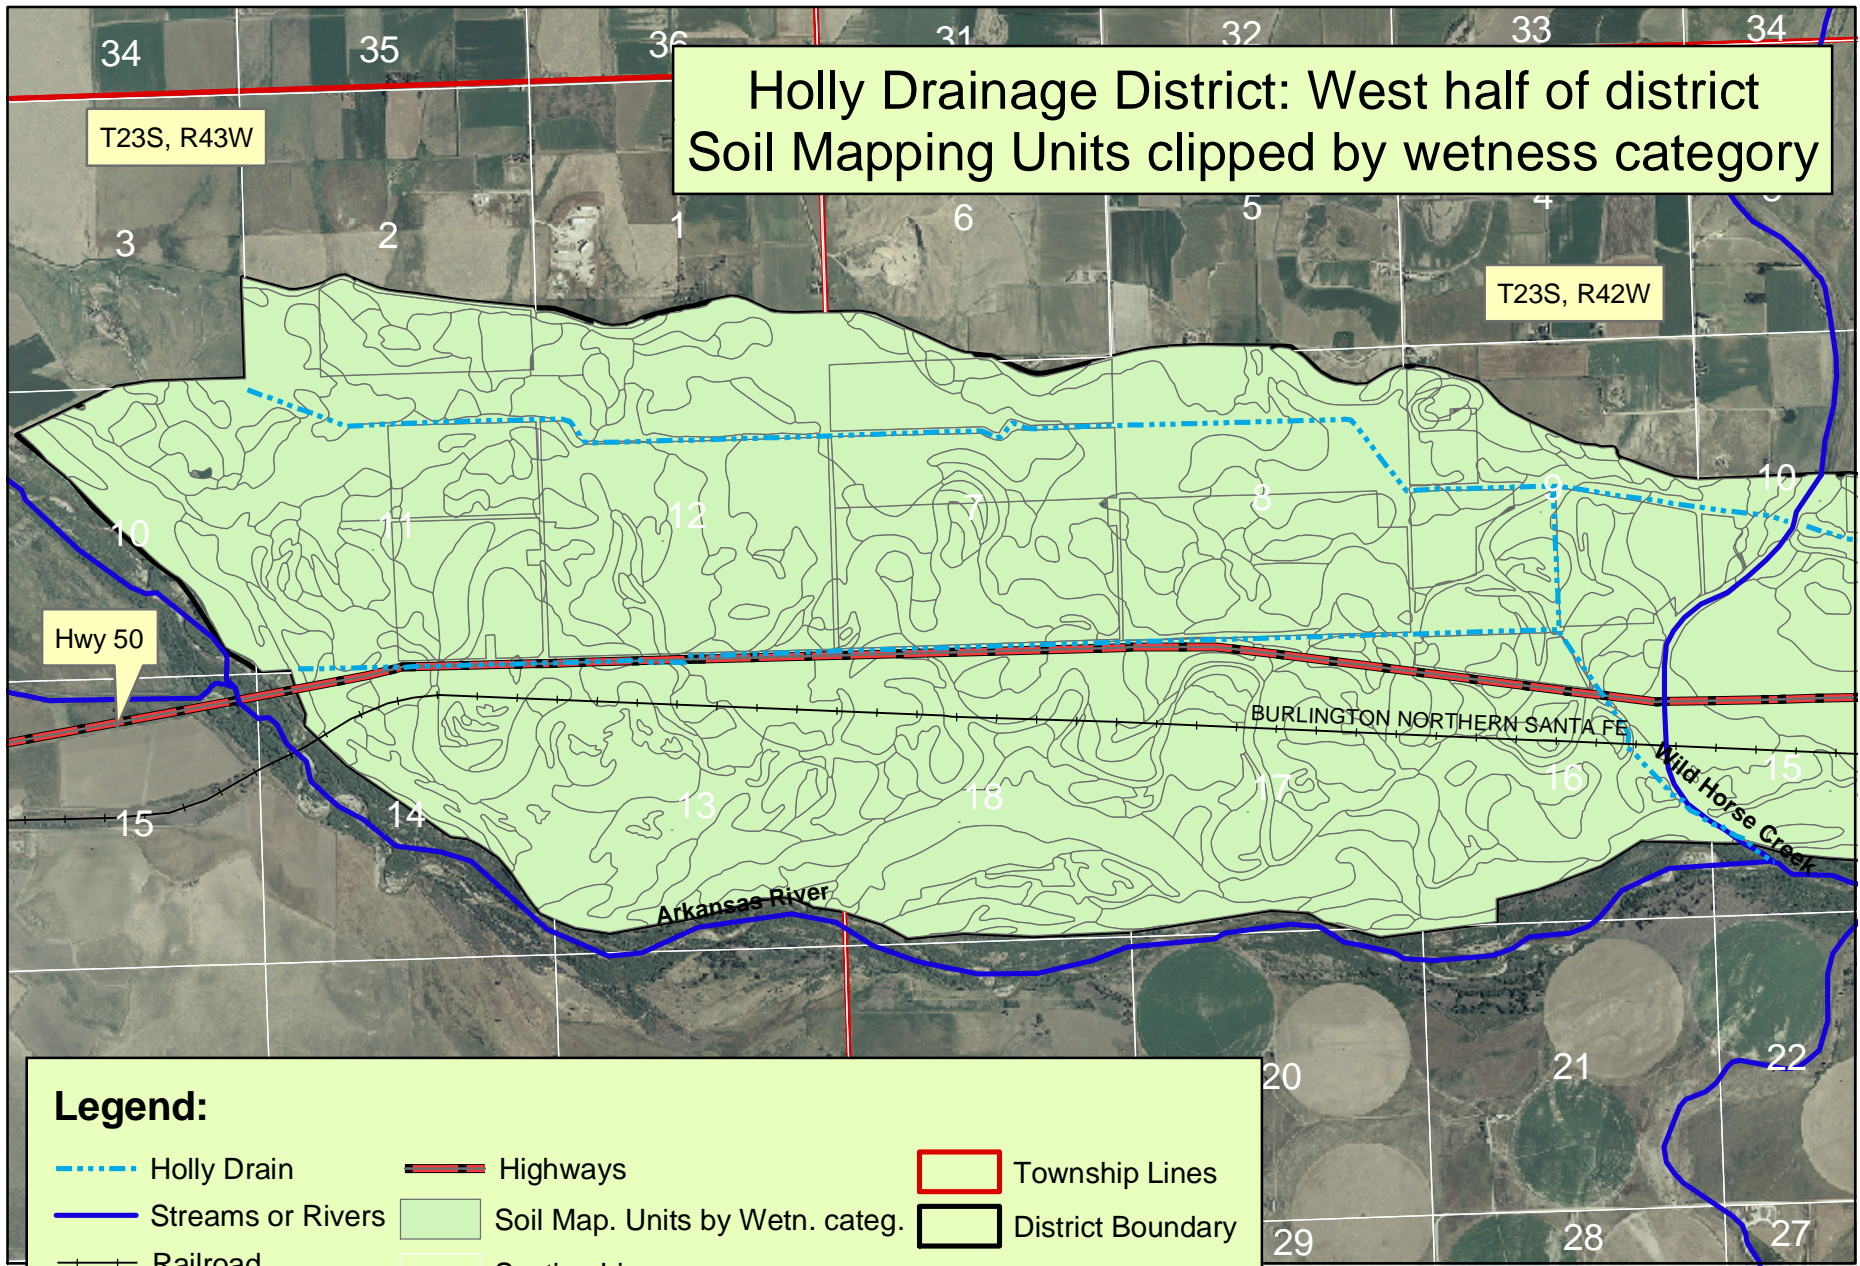 34
35
36
31
32
33
34
Holly Drainage District: West half of district
Soil Mapping Units clipped by wetness category
T23S, R43W
3
2
1
6
5
4
T23S, R42W
10
11
12
7
8
9
10
Hwy 50
BURLINGTON NORTHERN SANTA FE
Wild Horse Creek
15
14
13
18
17
16
15
Arkansas River
20
21
22
29
28
27
Legend:
Holly Drain
Highways
Township Lines
Streams or Rivers
Soil Map. Units by Wetn. categ.
District Boundary
Railroad